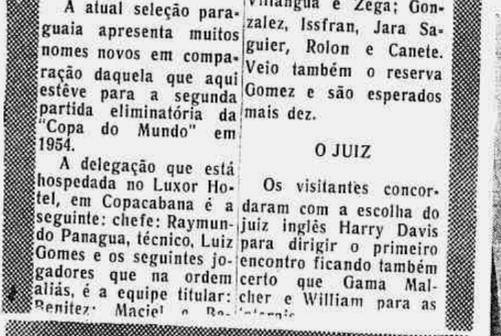 A atual seleção para-
guaia apresenta muitos
nomes novos em compa-
ração daquela que aqui
estêve para a segunda
partida eliminatória da
"Copa do Mundo" em
1954.
A delegação que está
hospedada no Luxor Ho-
tel, em Copacabana é a
seguinte: chefe: Raymun-
do Panagua, técnico, Luiz
Gomes e os seguintes jo-
gadores que na ordem
aliás, é a equipe titular:
Benitez; Maciel e
e Zega; Gon-
zalez, Issfran, Jara Sa-
guier, Rolon e Canete.
Veio também o reserva
Gomez e são esperados
mais dez.
O JUIZ
Os visitantes concor-
daram com a escolha do
juiz inglês Harry Davis
para dirigir o primeiro
encontro ficando também
certo que Gama Mal-
cher e William para as